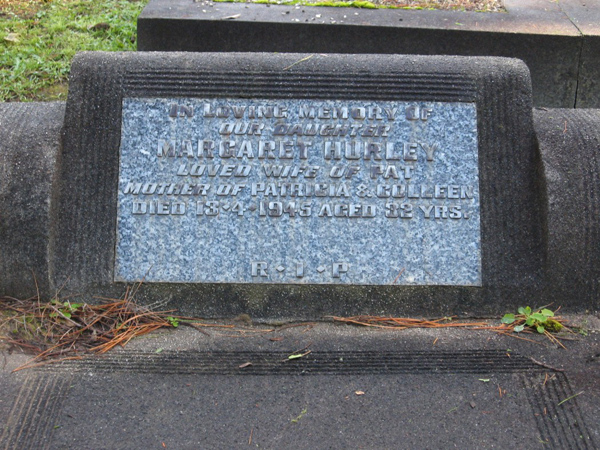 IN LOVING MEMORY OF
OUR DAUGHTER
MARGARET HURLEY
LOVED WIFE OF PAT
MOTHER OF PATRICIA & COLLEEN
DIED 13·4·1945 AGED 32 YRS.
R·I·P